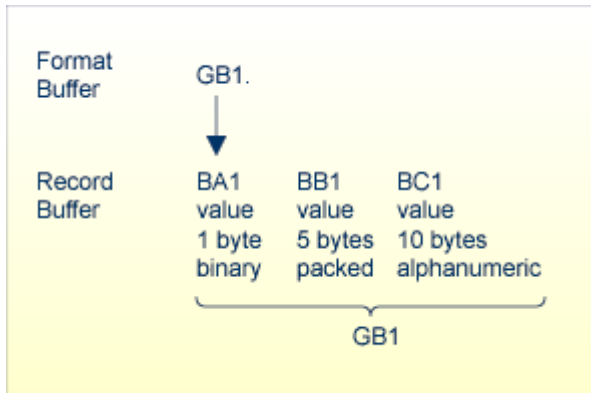 Format
Buffer
GB1.
Record
Buffer
BA1
value
1 byte
binary
BB1
value
5 bytes
packed
BC1
value
10 bytes
alphanumeric
GB1